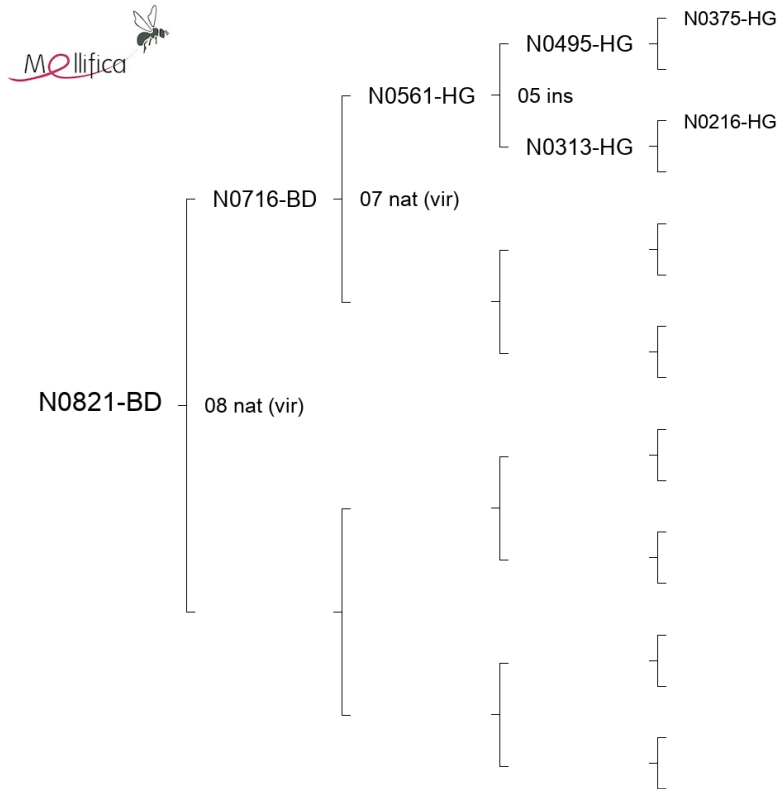 Mellifica
N0375-HG
N0495-HG
N0561-HG
05 ins
N0216-HG
N0313-HG
N0716-BD
07 nat (vir)
N0821-BD
08 nat (vir)